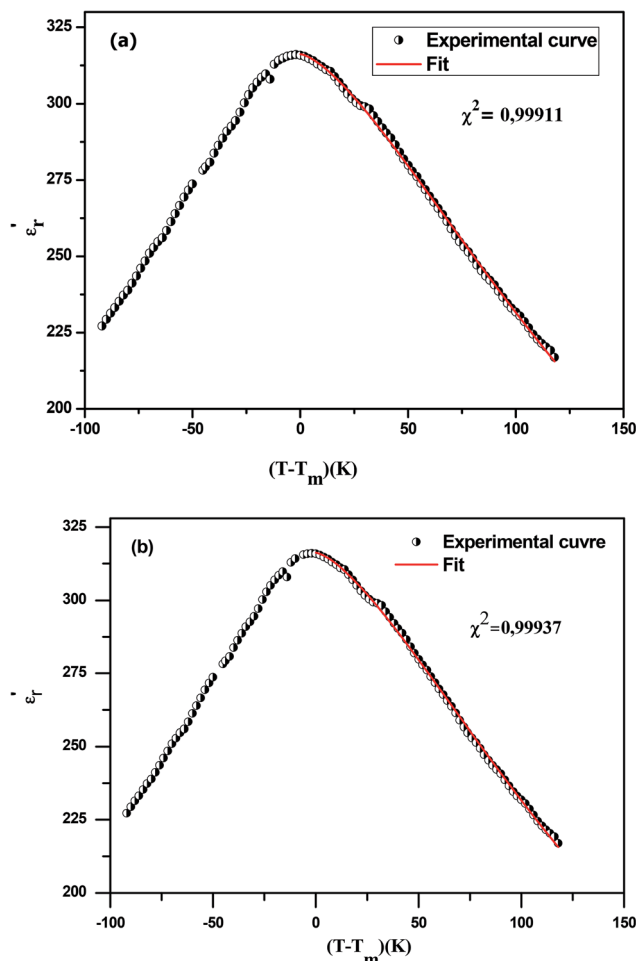 (a)
Experimental curve
Fit
χ²= 0,99911
325
300
275
250
225
200
ε'r
-100 -50 0 50 100 150
(T-Tm)(K)
(b)
Experimental cuvre
Fit
χ²=0,99937
325
300
275
250
225
200
ε'r
-100 -50 0 50 100 150
(T-Tm)(K)